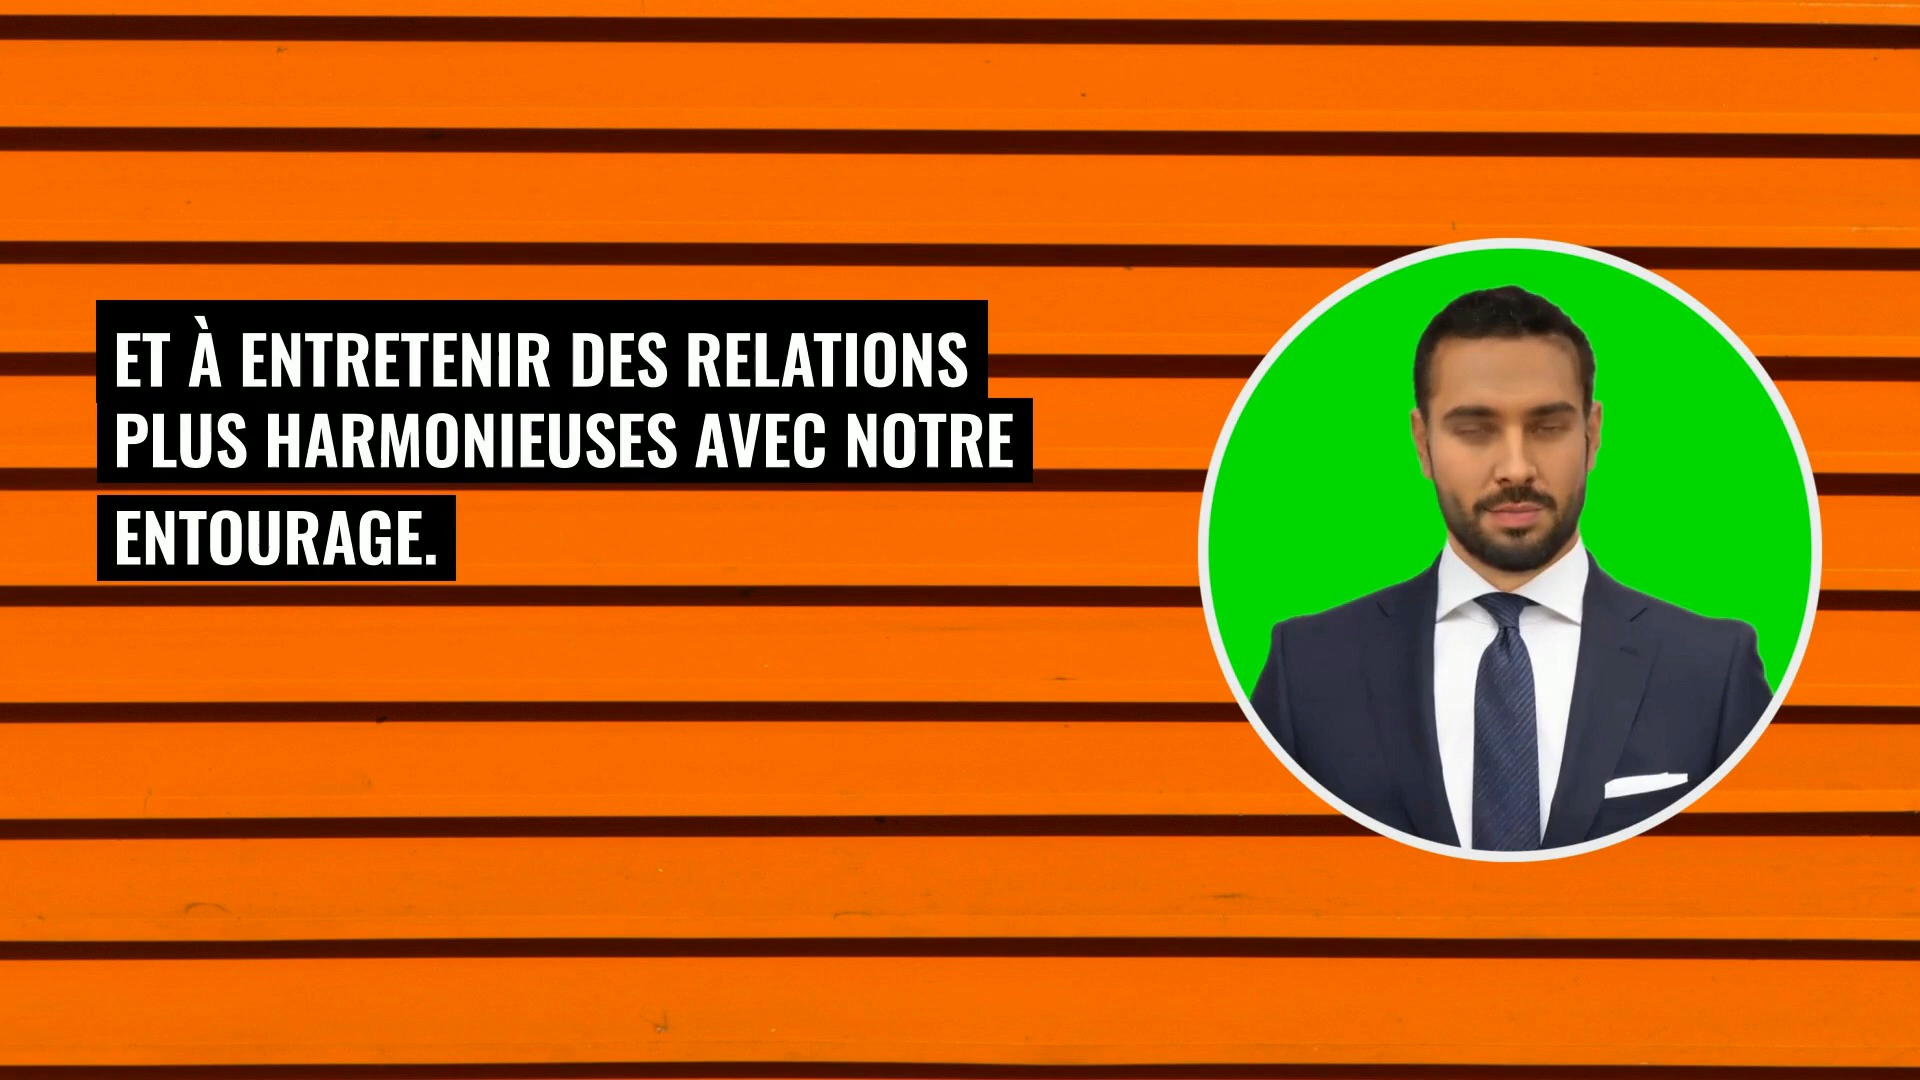 ET À ENTRETENIR DES RELATIONS
PLUS HARMONIEUSES AVEC NOTRE
ENTOURAGE.